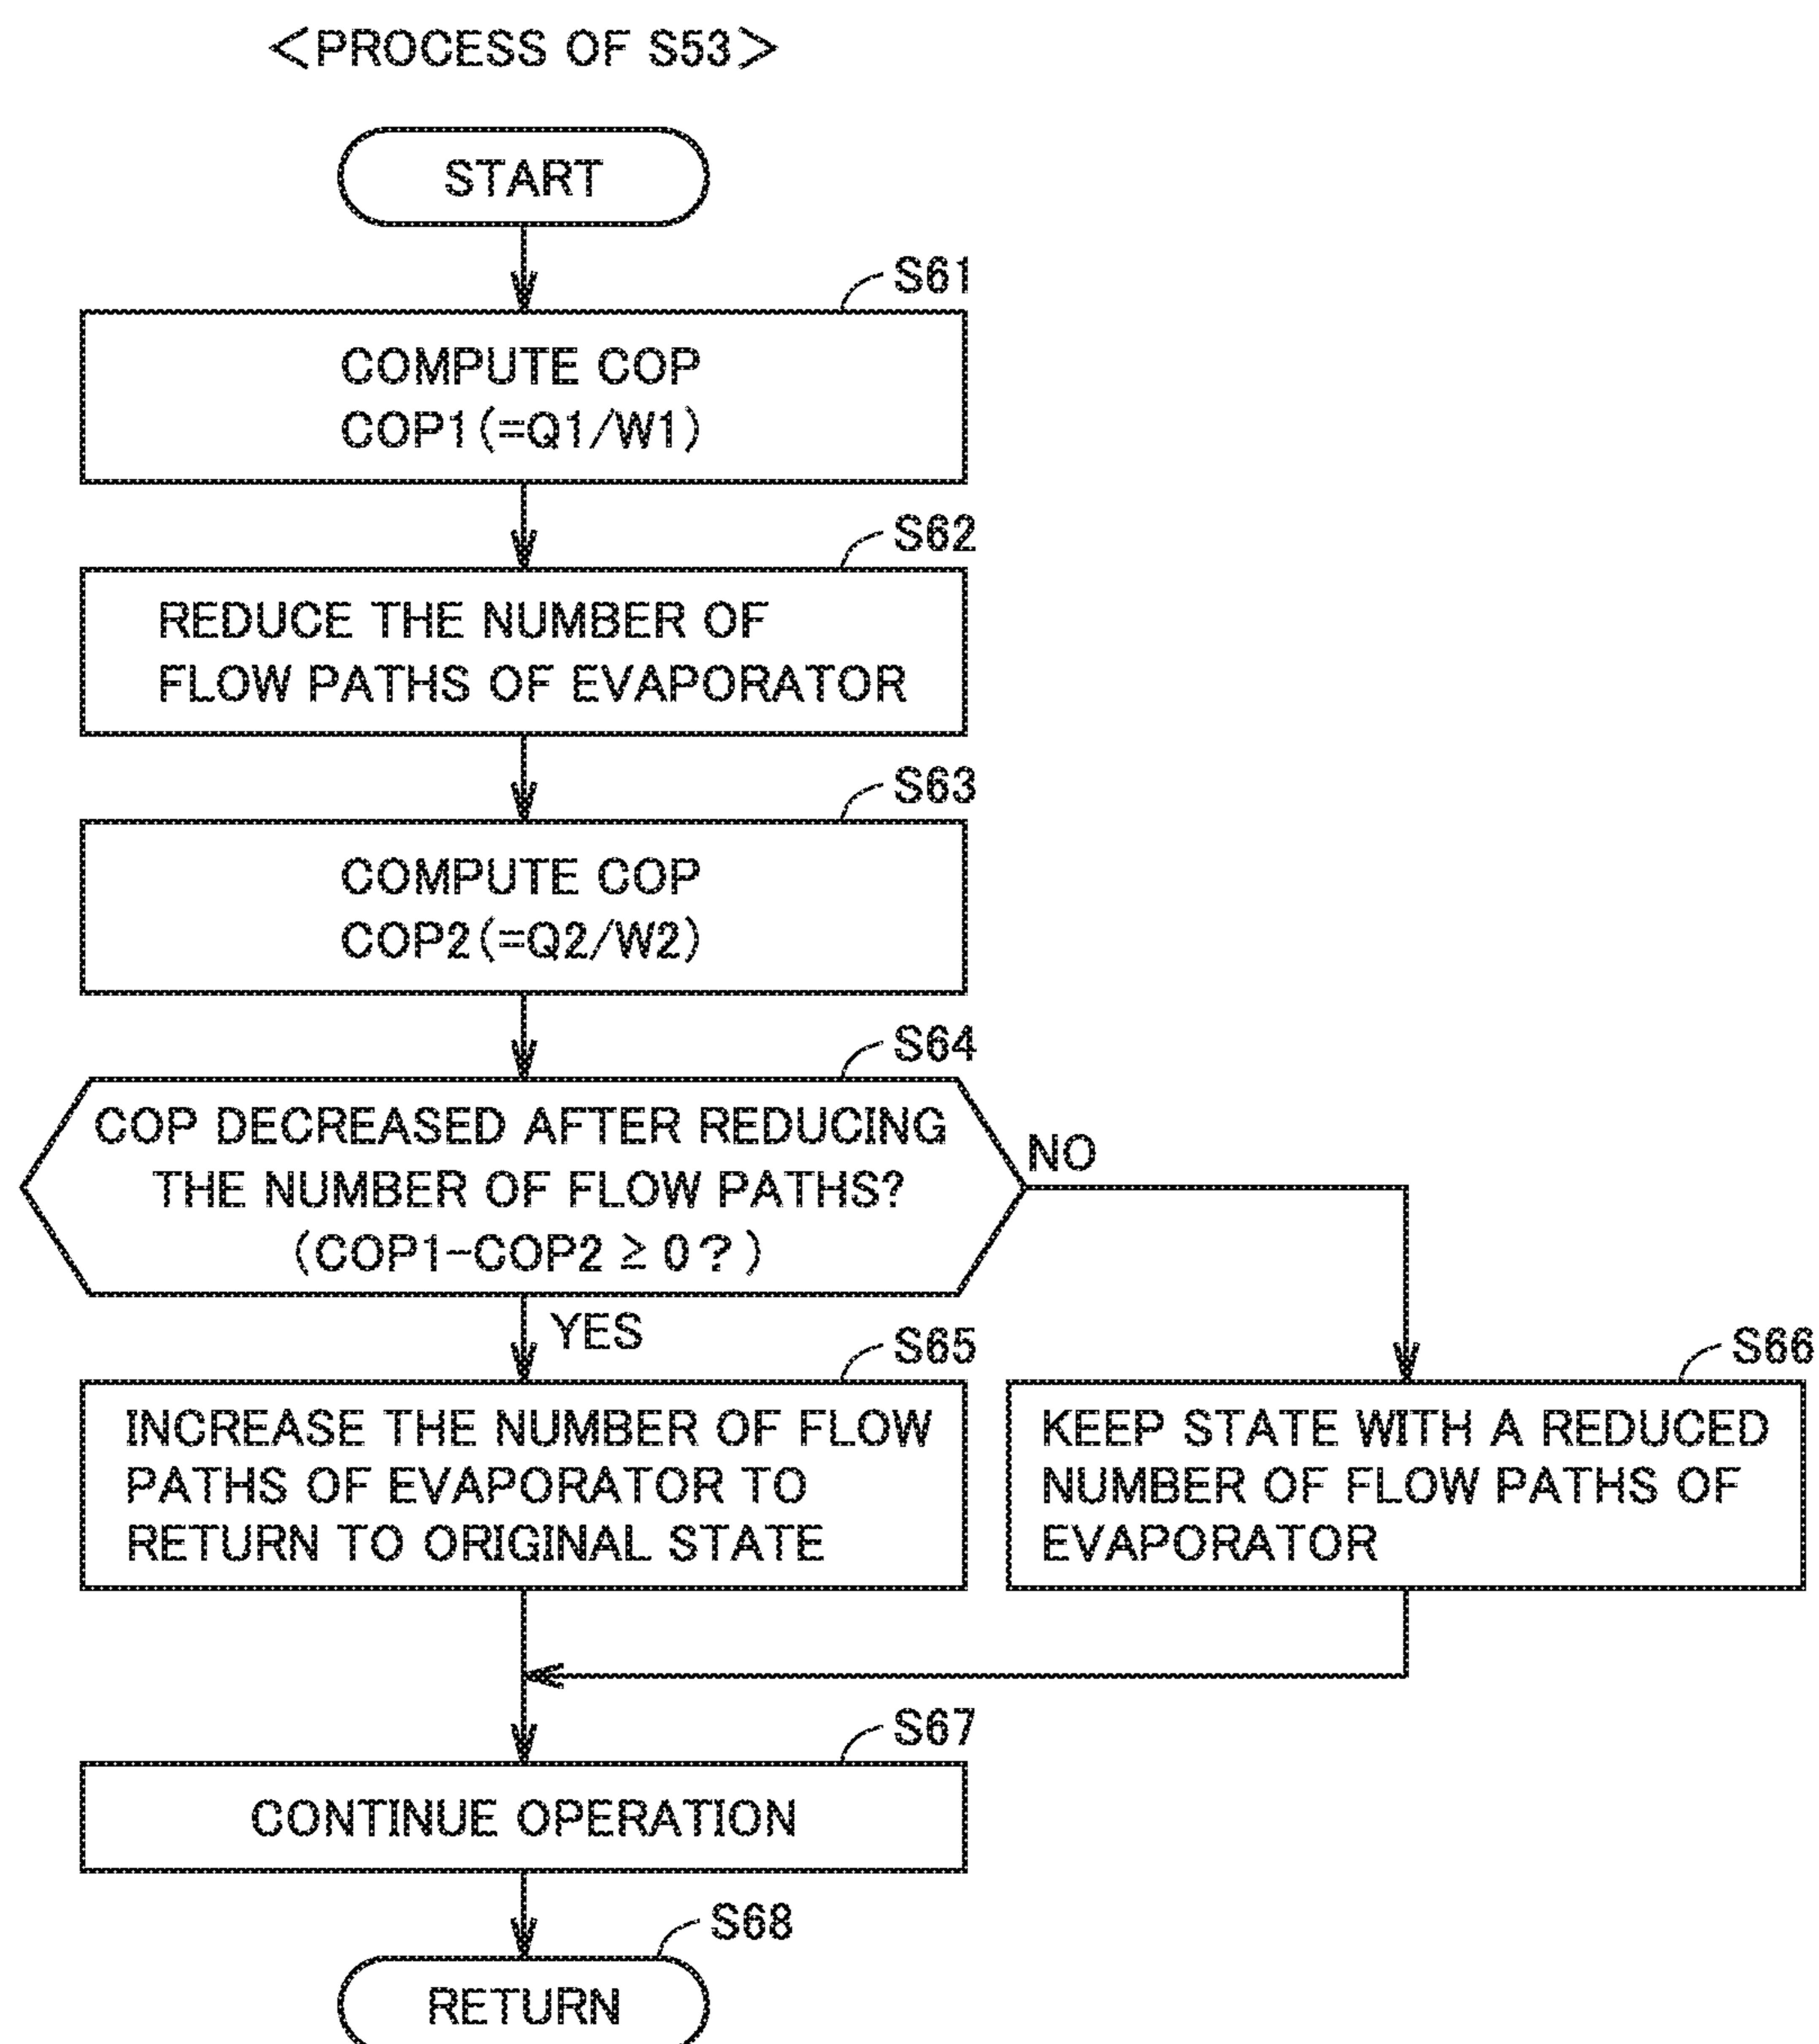 <PROCESS OF S53>
START
S61
COMPUTE COP
COP1(=Q1/W1)
S62
REDUCE THE NUMBER OF
FLOW PATHS OF EVAPORATOR
S63
COMPUTE COP
COP2(=Q2/W2)
S64
COP DECREASED AFTER REDUCING
THE NUMBER OF FLOW PATHS?
(COP1-COP2 ≥ 0?)
NO
YES
S65
INCREASE THE NUMBER OF FLOW
PATHS OF EVAPORATOR TO
RETURN TO ORIGINAL STATE
S66
KEEP STATE WITH A REDUCED
NUMBER OF FLOW PATHS OF
EVAPORATOR
S67
CONTINUE OPERATION
S68
RETURN